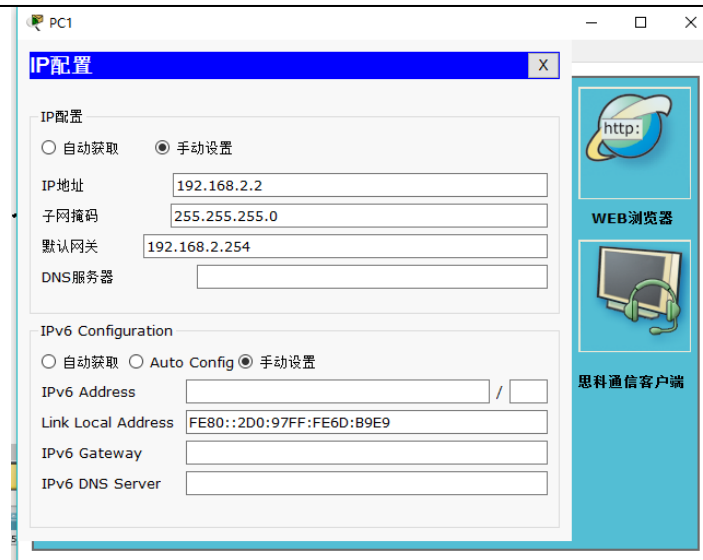 PC1
IP配置
X
IP配置
自动获取 手动设置
IP地址 192.168.2.2
子网掩码 255.255.255.0
默认网关 192.168.2.254
DNS服务器
IPv6 Configuration
自动获取 Auto Config 手动设置
IPv6 Address /
Link Local Address FE80::2D0:97FF:FE6D:B9E9
IPv6 Gateway
IPv6 DNS Server
http:
WEB浏览器
思科通信客户端